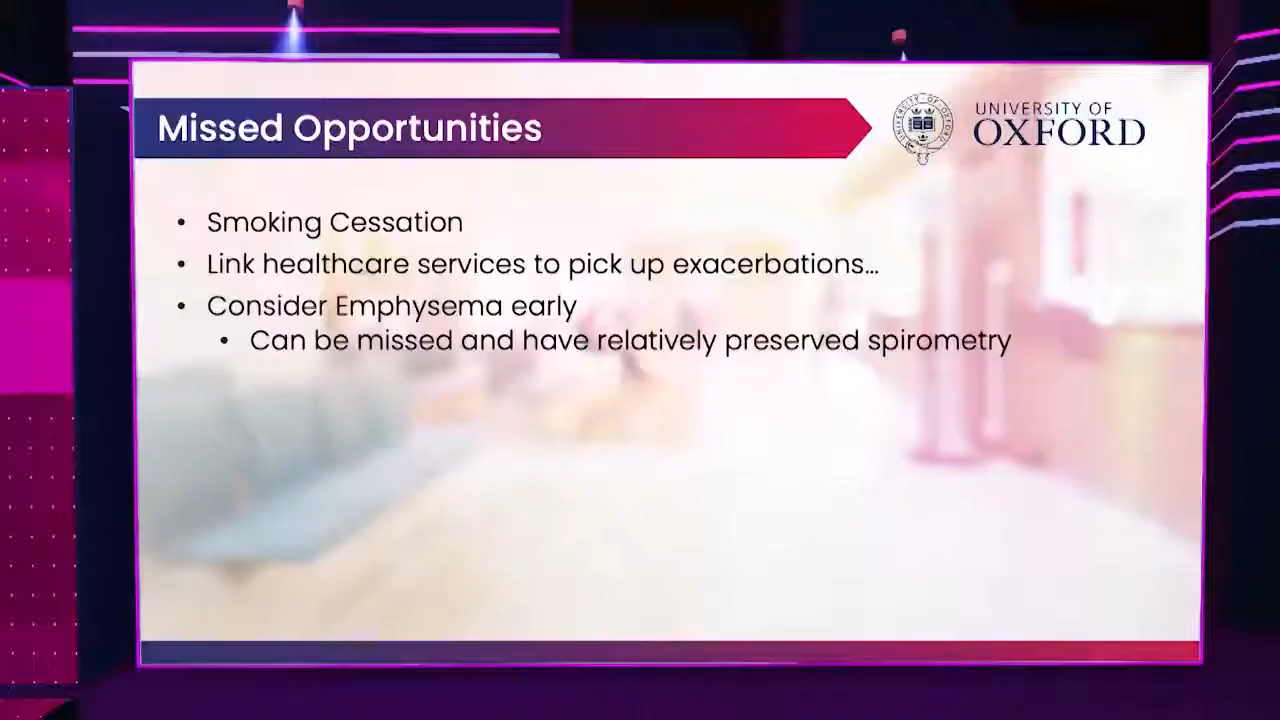 Missed Opportunities
UNIVERSITY OF
OXFORD
• Smoking Cessation
• Link healthcare services to pick up exacerbations...
• Consider Emphysema early
• Can be missed and have relatively preserved spirometry